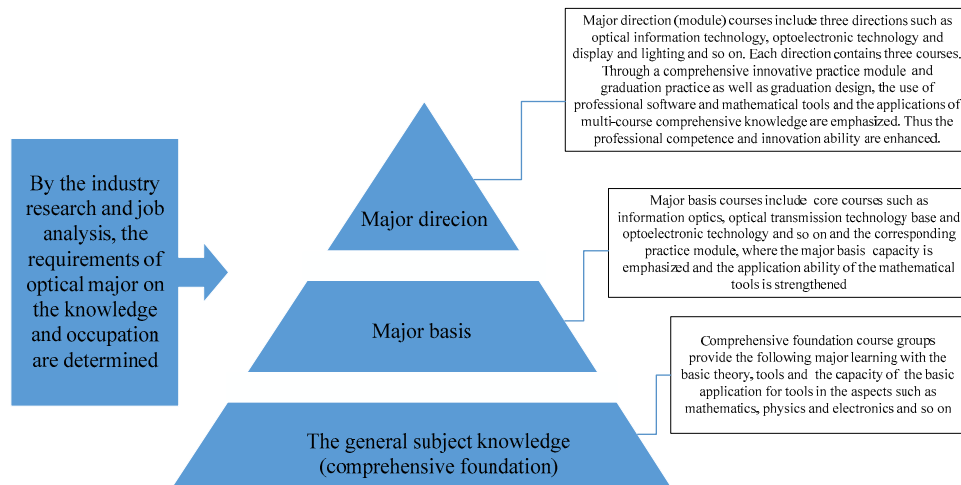 By the industry
research and job
analysis, the
requirements of
optical major on
the knowledge
and occupation
are determined
Major direcion
Major basis
The general subject knowledge
(comprehensive foundation)
Major direction (module) courses include three directions such as
optical information technology, optoelectronic technology and
display and lighting and so on. Each direction contains three courses.
Through a comprehensive innovative practice module and
graduation practice as well as graduation design, the use of
professional software and mathematical tools and the applications of
multi-course comprehensive knowledge are emphasized. Thus the
professional competence and innovation ability are enhanced.
Major basis courses include core courses such as
information optics, optical transmission technology base and
optoelectronic technology and so on and the corresponding
practice module, where the major basis capacity is
emphasized and the application ability of the mathematical
tools is strengthened
Comprehensive foundation course groups
provide the following major learning with the
basic theory, tools and the capacity of the basic
application for tools in the aspects such as
mathematics, physics and electronics and so on